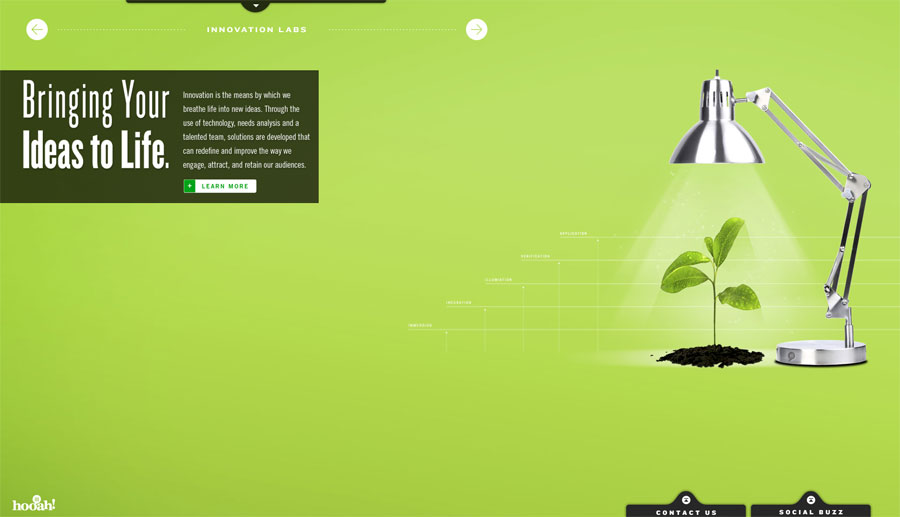 INNOVATION LABS
Bringing Your
Ideas to Life.
Innovation is the means by which we
breathe life into new ideas. Through the
use of technology, needs analysis and a
talented team, solutions are developed that
can redefine and improve the way we
engage, attract, and retain our audiences.
+ LEARN MORE
EXPLORATION
VERIFICATION
ILLUMINATION
INCUBATION
IMMERSION
hooah!
CONTACT US
SOCIAL BUZZ